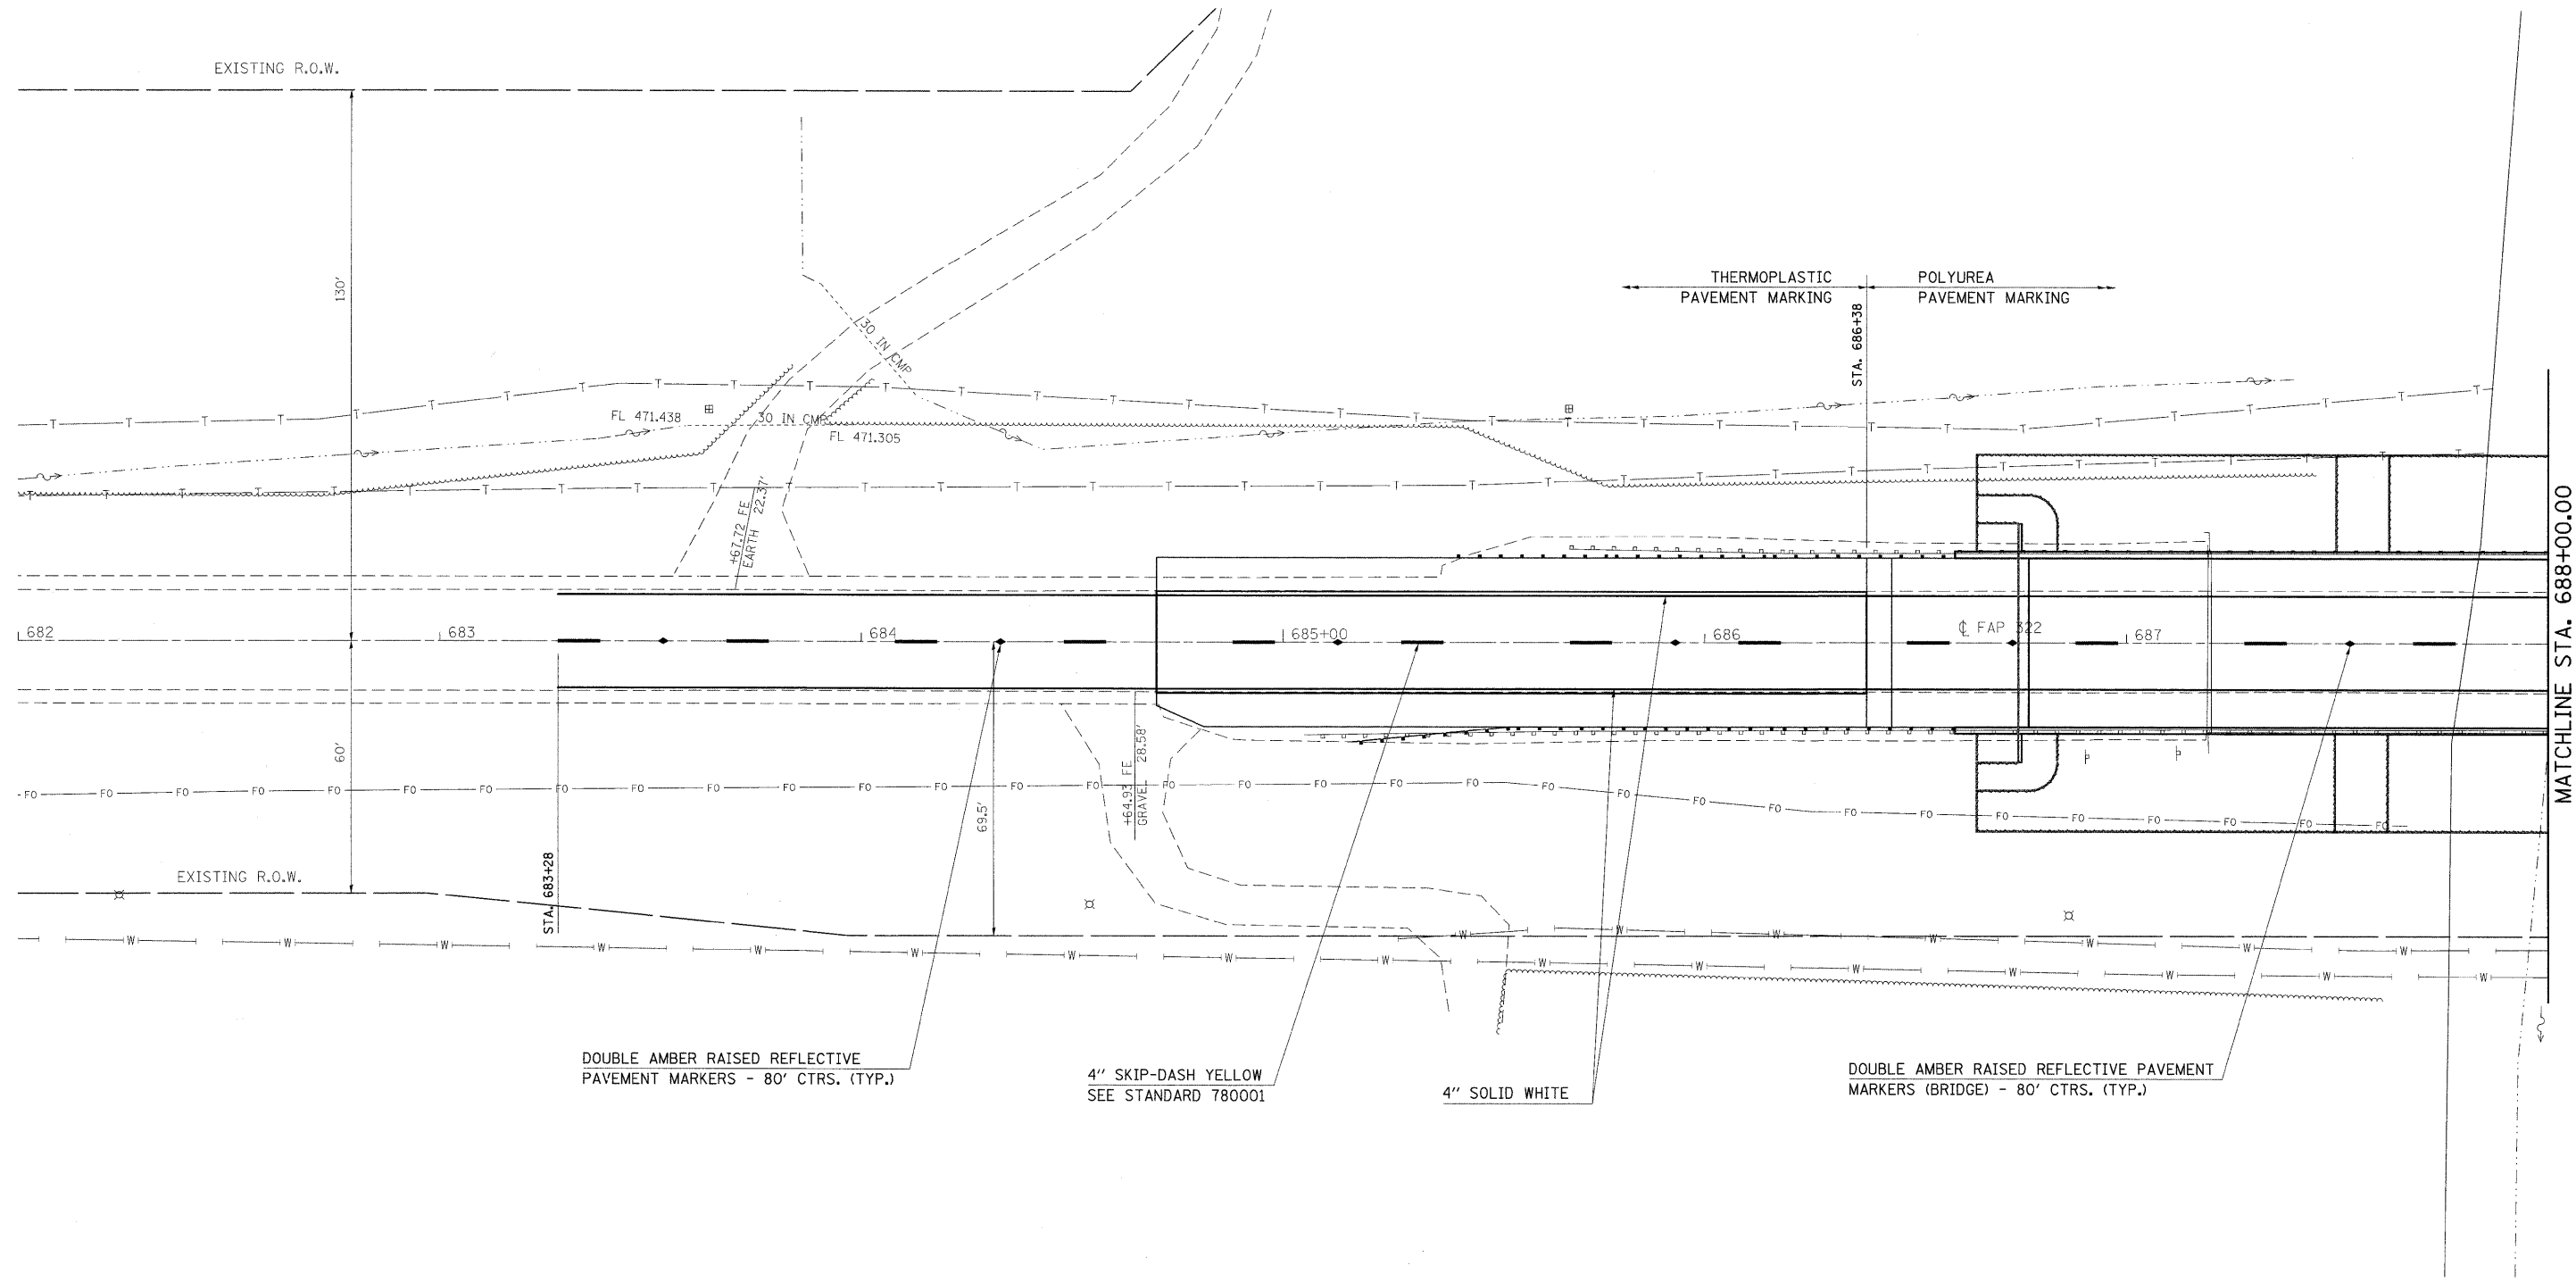 EXISTING R.O.W.
130'
THERMOPLASTIC
PAVEMENT MARKING
POLYUREA
PAVEMENT MARKING
STA. 686+38
30 IN CMP
FL 471.438
30 IN CMP
FL 471.305
+67.72 FE
EARTH 22.37'
682
683
684
685+00
686
℄ FAP 322
687
MATCHLINE STA. 688+00.00
60'
69.5'
+64.93 FE
GRAVEL 28.58'
STA. 683+28
EXISTING R.O.W.
DOUBLE AMBER RAISED REFLECTIVE
PAVEMENT MARKERS - 80' CTRS. (TYP.)
4" SKIP-DASH YELLOW
SEE STANDARD 780001
4" SOLID WHITE
DOUBLE AMBER RAISED REFLECTIVE PAVEMENT
MARKERS (BRIDGE) - 80' CTRS. (TYP.)